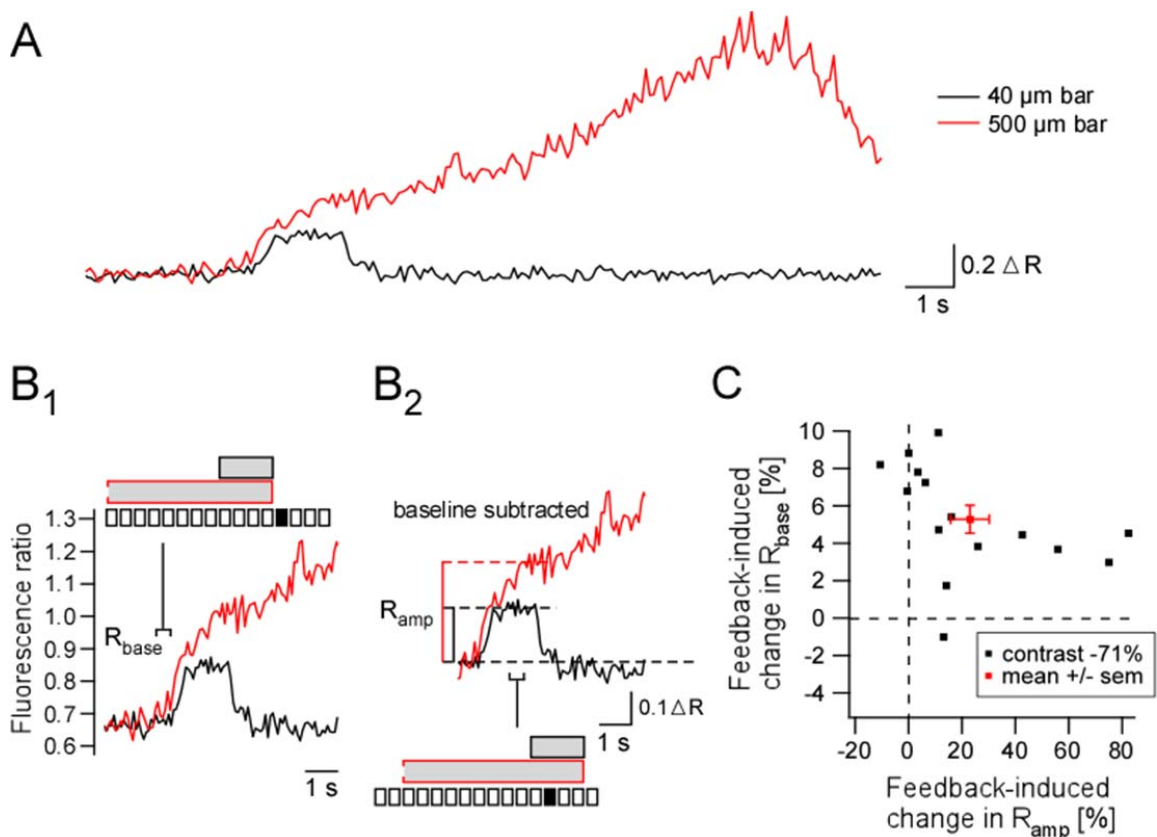 A
40 µm bar
500 µm bar
0.2 △ R
1 s
B1
Fluorescence ratio
1.3
1.2
1.1
1.0
0.9
0.8
0.7
0.6
Rbase
1 s
B2
baseline subtracted
Ramp
0.1 △R
1 s
C
Feedback-induced
change in Rbase [%]
10
8
6
4
2
0
-2
-4
contrast -71%
mean +/- sem
-20 0 20 40 60 80
Feedback-induced
change in Ramp [%]